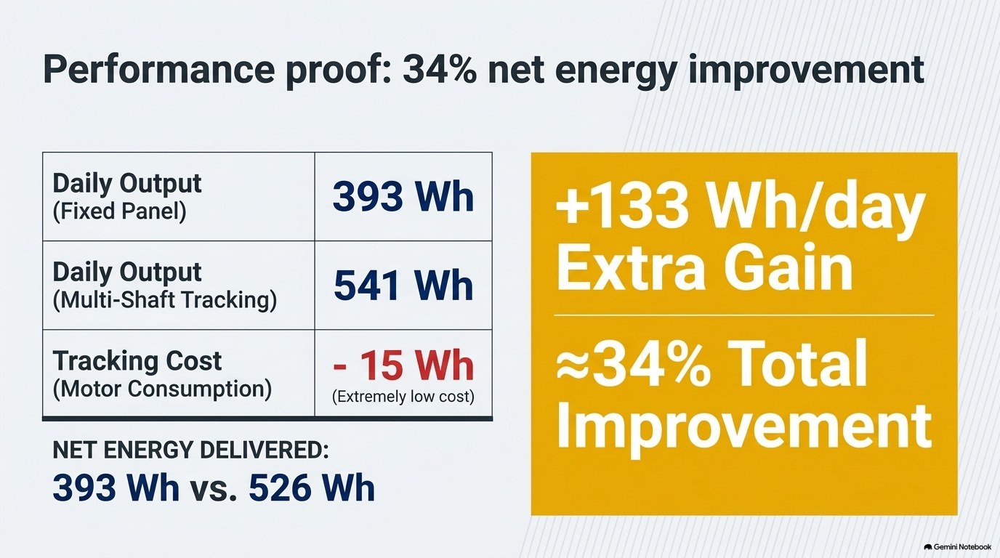 Performance proof: 34% net energy improvement
Daily Output
(Fixed Panel)
393 Wh
Daily Output
(Multi-Shaft Tracking)
541 Wh
Tracking Cost
(Motor Consumption)
- 15 Wh
(Extremely low cost)
NET ENERGY DELIVERED:
393 Wh vs. 526 Wh
+133 Wh/day
Extra Gain
≈34% Total
Improvement
Gemini Notebook